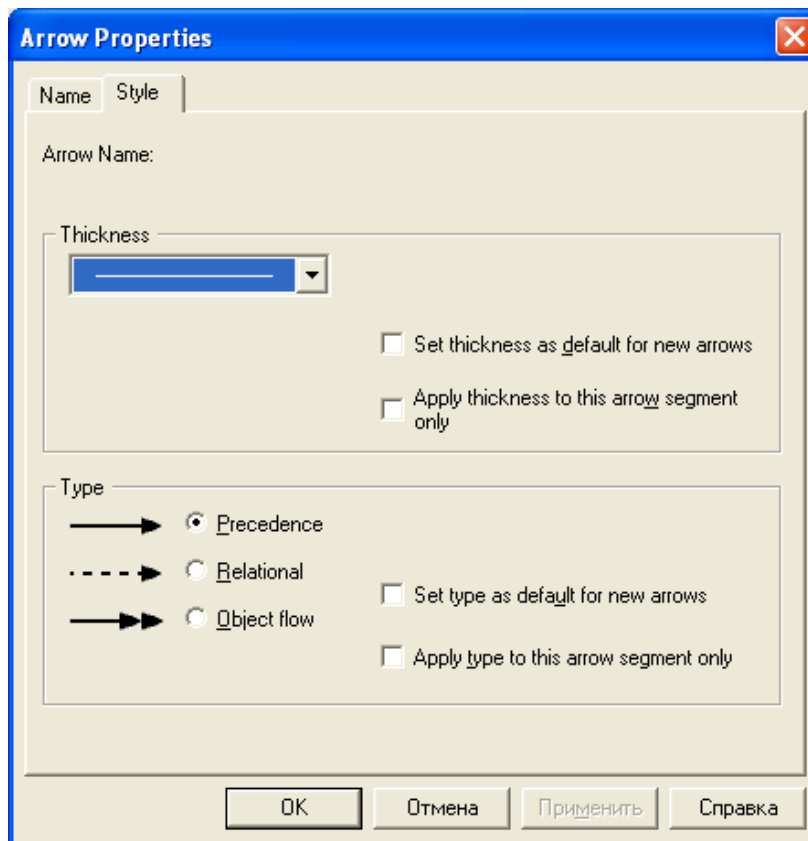 Arrow Properties
Name Style
Arrow Name:
Thickness
Set thickness as default for new arrows
Apply thickness to this arrow segment
only
Type
Precedence
Relational
Object flow
Set type as default for new arrows
Apply type to this arrow segment only
OK Отмена Применить Справка